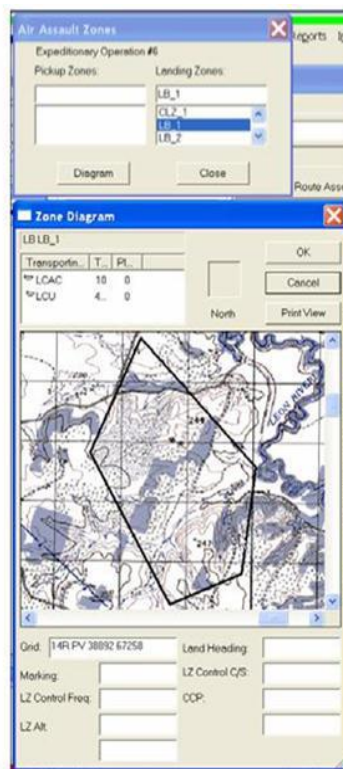 Air Assault Zones
Reports
Expeditionary Operation #6
Pickup Zones:
Landing Zones:
LB_1
CLZ_1
LB_1
LB_2
Diagram
Close
Route Asse
Zone Diagram
LB LB_1
OK
Transportin... T... Pl...
LCAC 10 0
LCU 4... 0
Cancel
North
Print View
LEON RIVER
Grid: 14R PV 38892 67258
Land Heading:
Marking:
LZ Control C/S:
LZ Control Freq:
CCP:
LZ Alt: